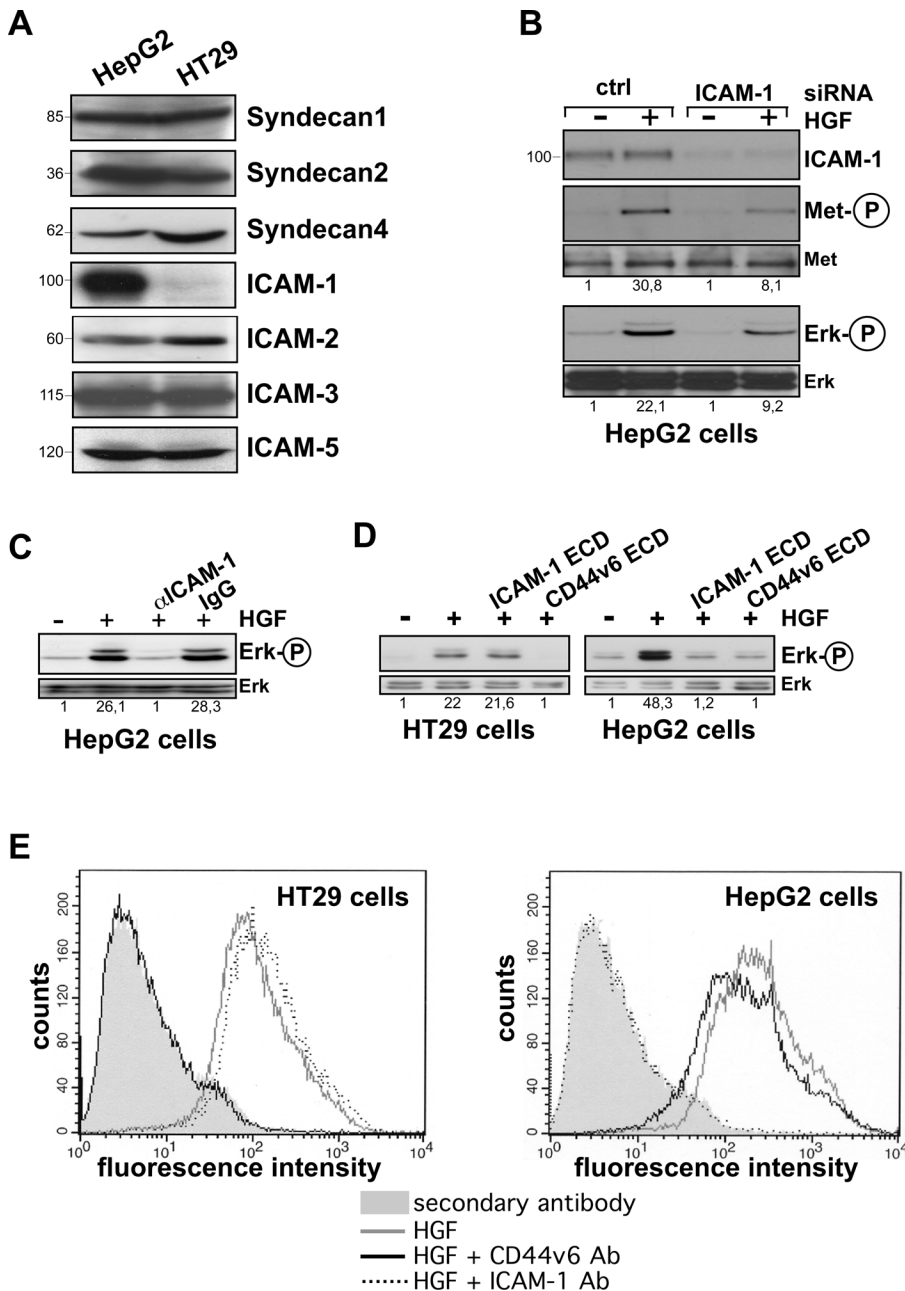 A
HepG2 HT29
85 Syndecan1
36 Syndecan2
62 Syndecan4
100 ICAM-1
60 ICAM-2
115 ICAM-3
120 ICAM-5
B
ctrl ICAM-1 siRNA
- + - + HGF
100 ICAM-1
Met-P
Met
1 30,8 1 8,1
Erk-P
Erk
1 22,1 1 9,2
HepG2 cells
C
αICAM-1 IgG
- + + + HGF
Erk-P
Erk
1 26,1 1 28,3
HepG2 cells
D
ICAM-1 ECD CD44v6 ECD ICAM-1 ECD CD44v6 ECD
- + + + - + + + HGF
Erk-P
Erk
1 22 21,6 1 1 48,3 1,2 1
HT29 cells HepG2 cells
E
HT29 cells
counts
200
160
120
80
40
0
10^0 10^1 10^2 10^3 10^4
fluorescence intensity
HepG2 cells
counts
200
160
120
80
40
0
10^0 10^1 10^2 10^3 10^4
fluorescence intensity
secondary antibody
HGF
HGF + CD44v6 Ab
HGF + ICAM-1 Ab